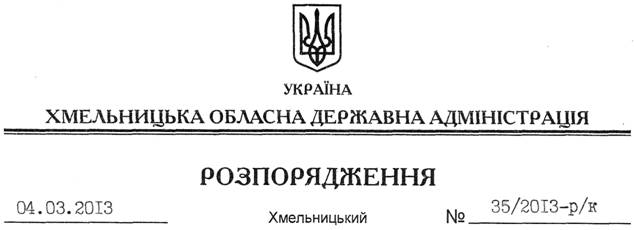 УКРАЇНА
ХМЕЛЬНИЦЬКА ОБЛАСНА ДЕРЖАВНА АДМІНІСТРАЦІЯ
РОЗПОРЯДЖЕННЯ
04.03.2013 Хмельницький № 35/2013-р/к